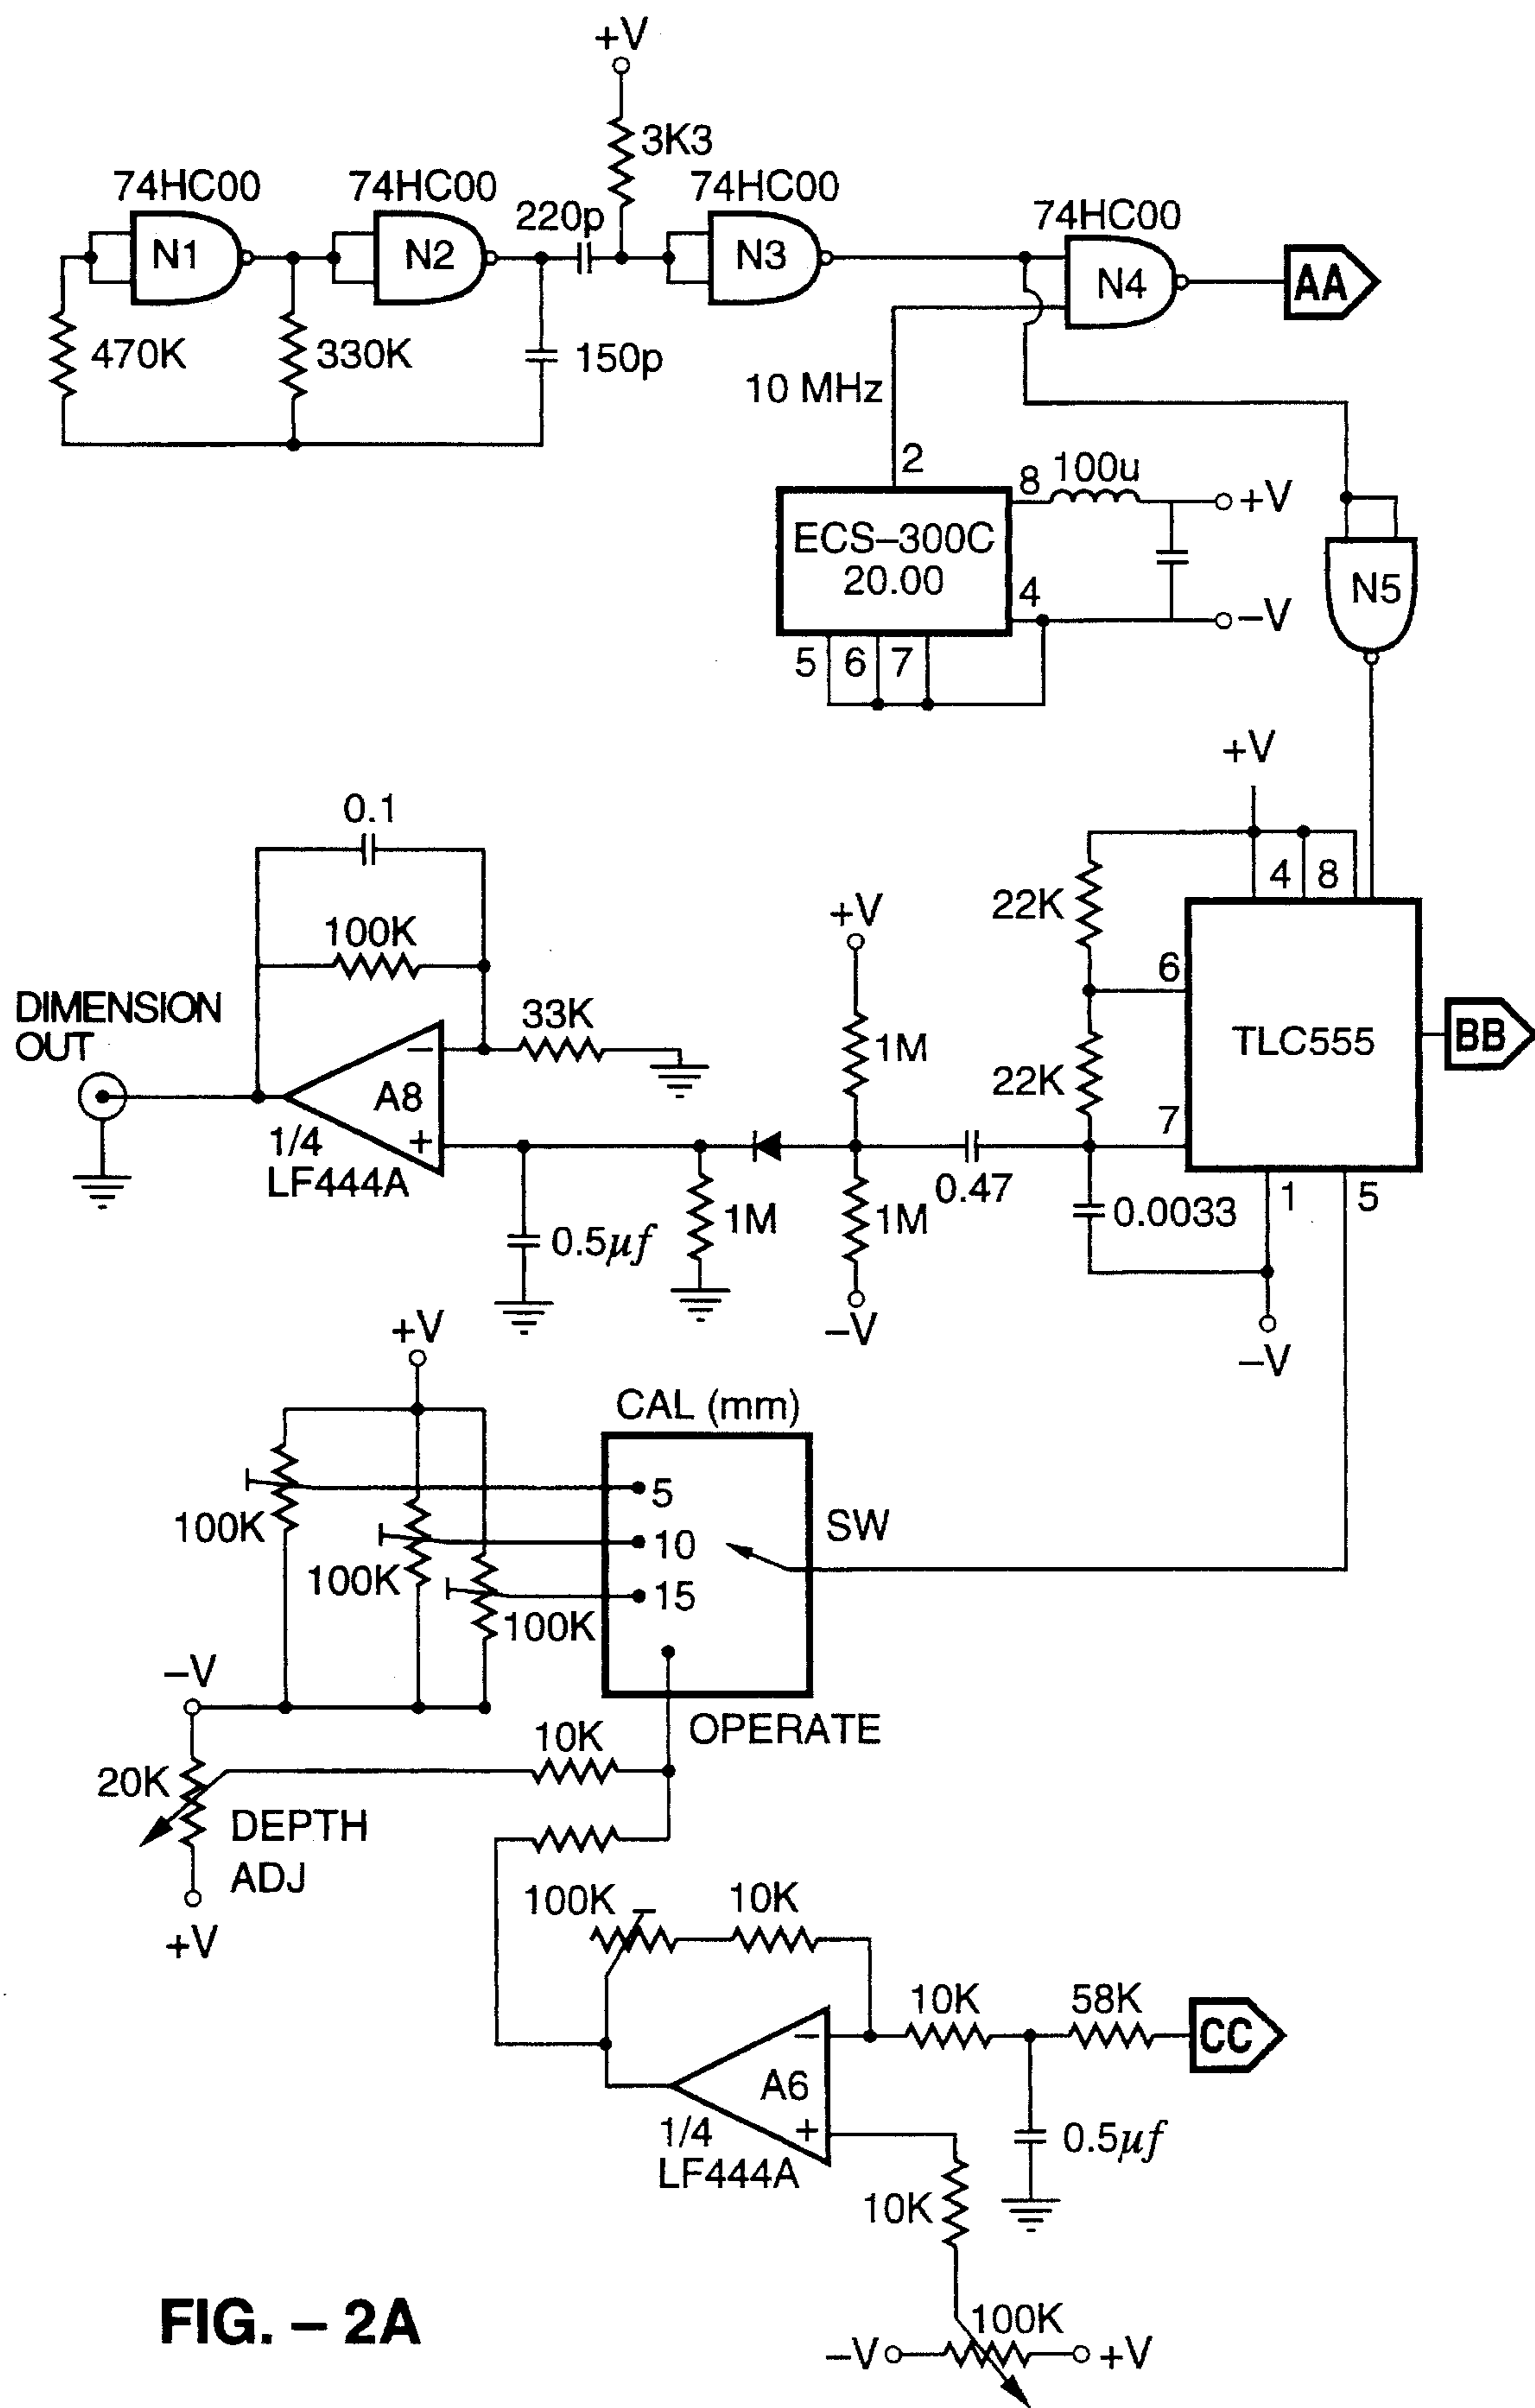 +V
3K3
74HC00
74HC00
74HC00
74HC00
220p
N1
N2
N3
N4
AA
470K
330K
150p
10 MHz
2
8
100u
+V
ECS–300C
20.00
4
–V
N5
5
6
7
+V
0.1
4
8
22K
+V
100K
6
DIMENSION
OUT
33K
1M
22K
TLC555
BB
A8
7
1/4
LF444A
0.47
0.0033
1
5
0.5µf
1M
1M
–V
–V
+V
CAL (mm)
5
100K
SW
10
100K
15
100K
–V
OPERATE
10K
20K
DEPTH
ADJ
100K
10K
+V
10K
58K
CC
A6
1/4
LF444A
0.5µf
10K
FIG. – 2A
100K
–V
+V